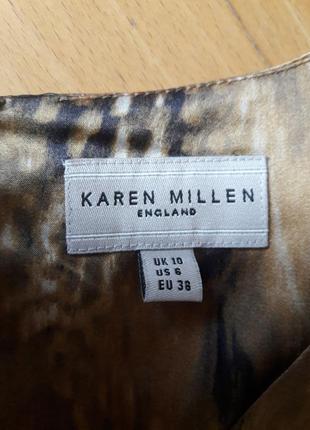 KAREN MILLEN
ENGLAND
UK 10
US 6
EU 38